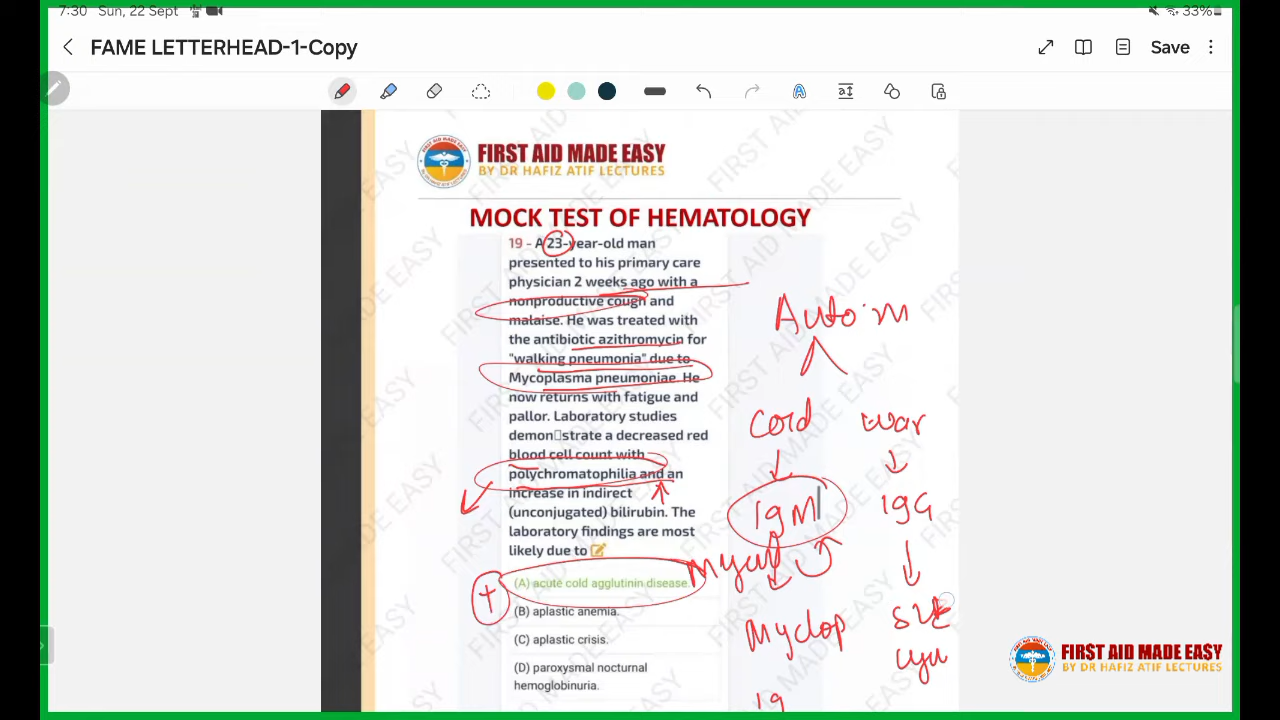 7:30 Sun, 22 Sept
33%
FAME LETTERHEAD-1-Copy
Save
FIRST AID MADE EASY
BY DR HAFIZ ATIF LECTURES
MOCK TEST OF HEMATOLOGY
19 - A 23-year-old man
presented to his primary care
physician 2 weeks ago with a
nonproductive cough and
malaise. He was treated with
the antibiotic azithromycin for
"walking pneumonia" due to
Mycoplasma pneumoniae. He
now returns with fatigue and
pallor. Laboratory studies
demon□strate a decreased red
blood cell count with
polychromatophilia and an
increase in indirect
(unconjugated) bilirubin. The
laboratory findings are most
likely due to
(A) acute cold agglutinin disease.
(B) aplastic anemia.
(C) aplastic crisis.
(D) paroxysmal nocturnal
hemoglobinuria.
Autoim
Cord war
IgM IgG
Myclop SLE
Ig
FIRST AID MADE EASY
BY DR HAFIZ ATIF LECTURES